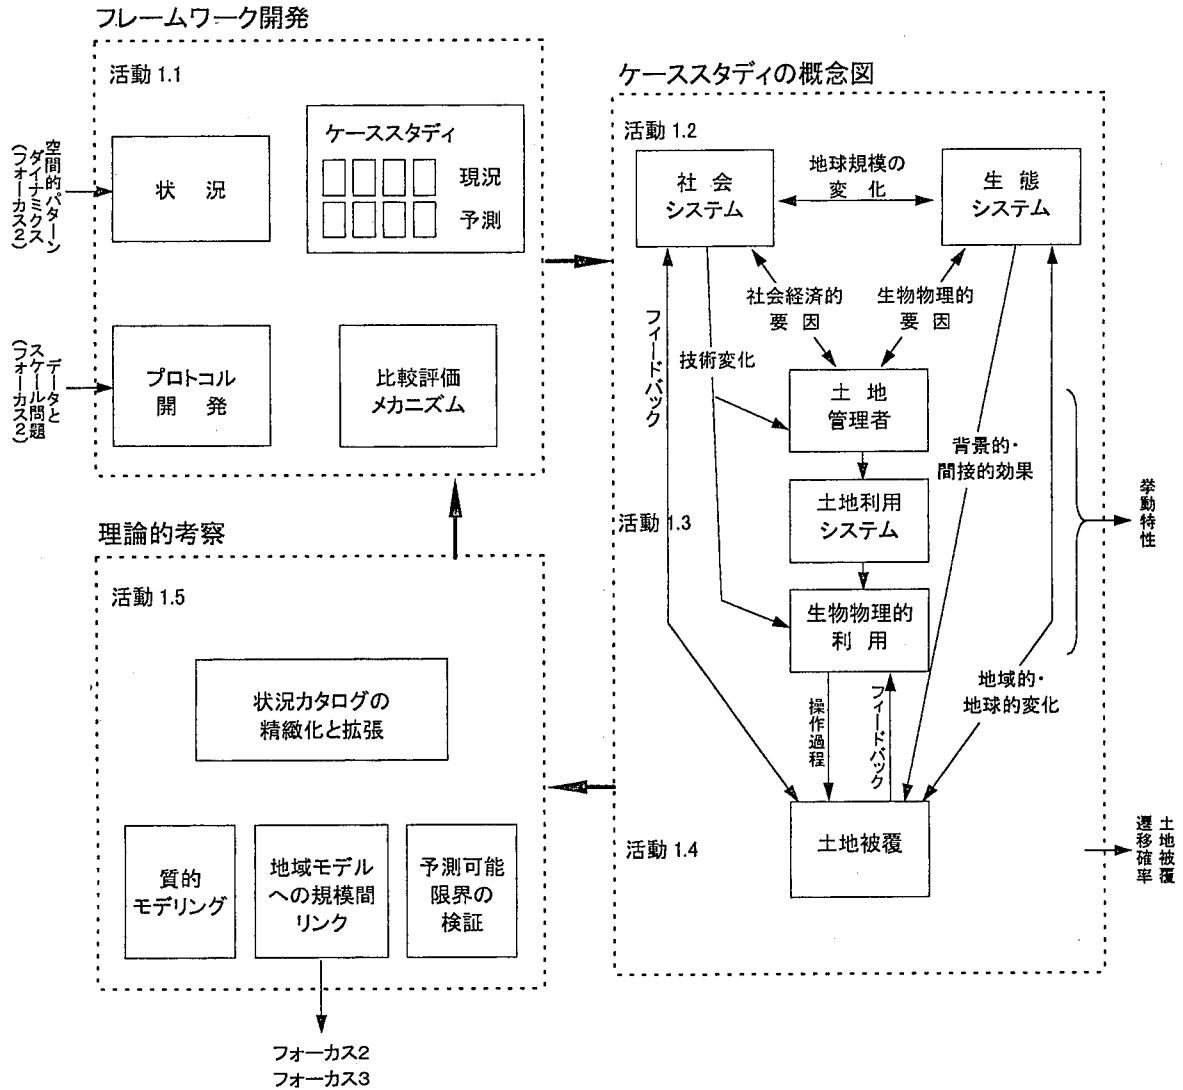 フレームワーク開発
活動 1.1
空間的パターン
ダイナミクス
(フォーカス2)
状 況
ケーススタディ
現況
予測
データと
スケール問題
(フォーカス2)
プロトコル
開 発
比較評価
メカニズム
ケーススタディの概念図
活動 1.2
社 会
システム
地球規模の
変 化
生 態
システム
社会経済的
要 因
生物物理的
要 因
フィードバック
技術変化
土 地
管理者
背景的・
間接的効果
活動 1.3
土地利用
システム
挙動特性
生物物理的
利 用
地域的・
地球的変化
操作過程
フィードバック
活動 1.4
土地被覆
土地被覆
遷移確率
理論的考察
活動 1.5
状況カタログの
精緻化と拡張
質的
モデリング
地域モデル
への規模間
リンク
予測可能
限界の
検証
フォーカス2
フォーカス3